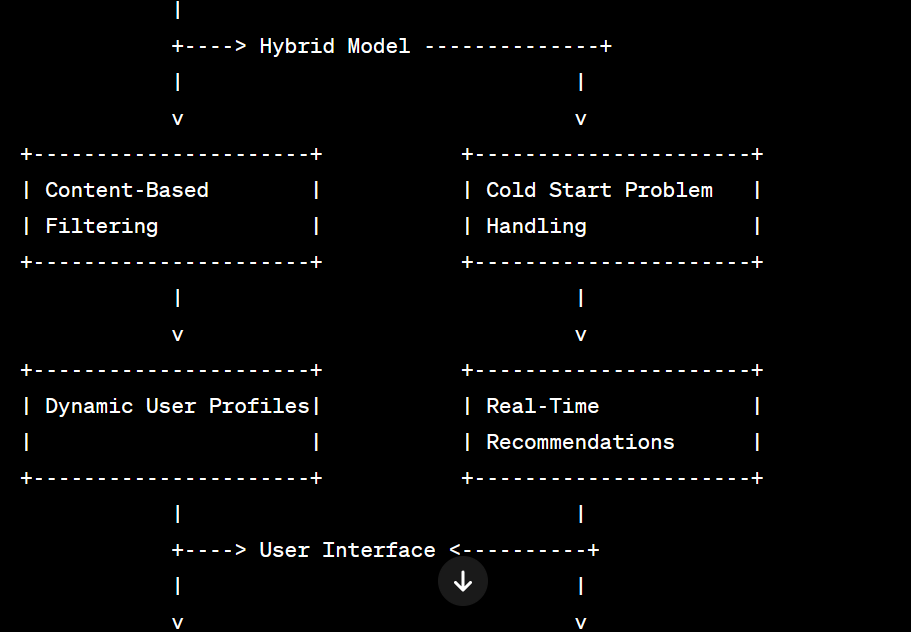 |
                +----> Hybrid Model --------------+
                |                               |
                v                               v
    +----------------------+           +----------------------+
    | Content-Based        |           | Cold Start Problem   |
    | Filtering            |           | Handling             |
    +----------------------+           +----------------------+
                |                               |
                v                               v
    +----------------------+           +----------------------+
    | Dynamic User Profiles|           | Real-Time            |
    |                      |           | Recommendations      |
    +----------------------+           +----------------------+
                |                               |
                +----> User Interface <----------+
                |                               |
                v                               v